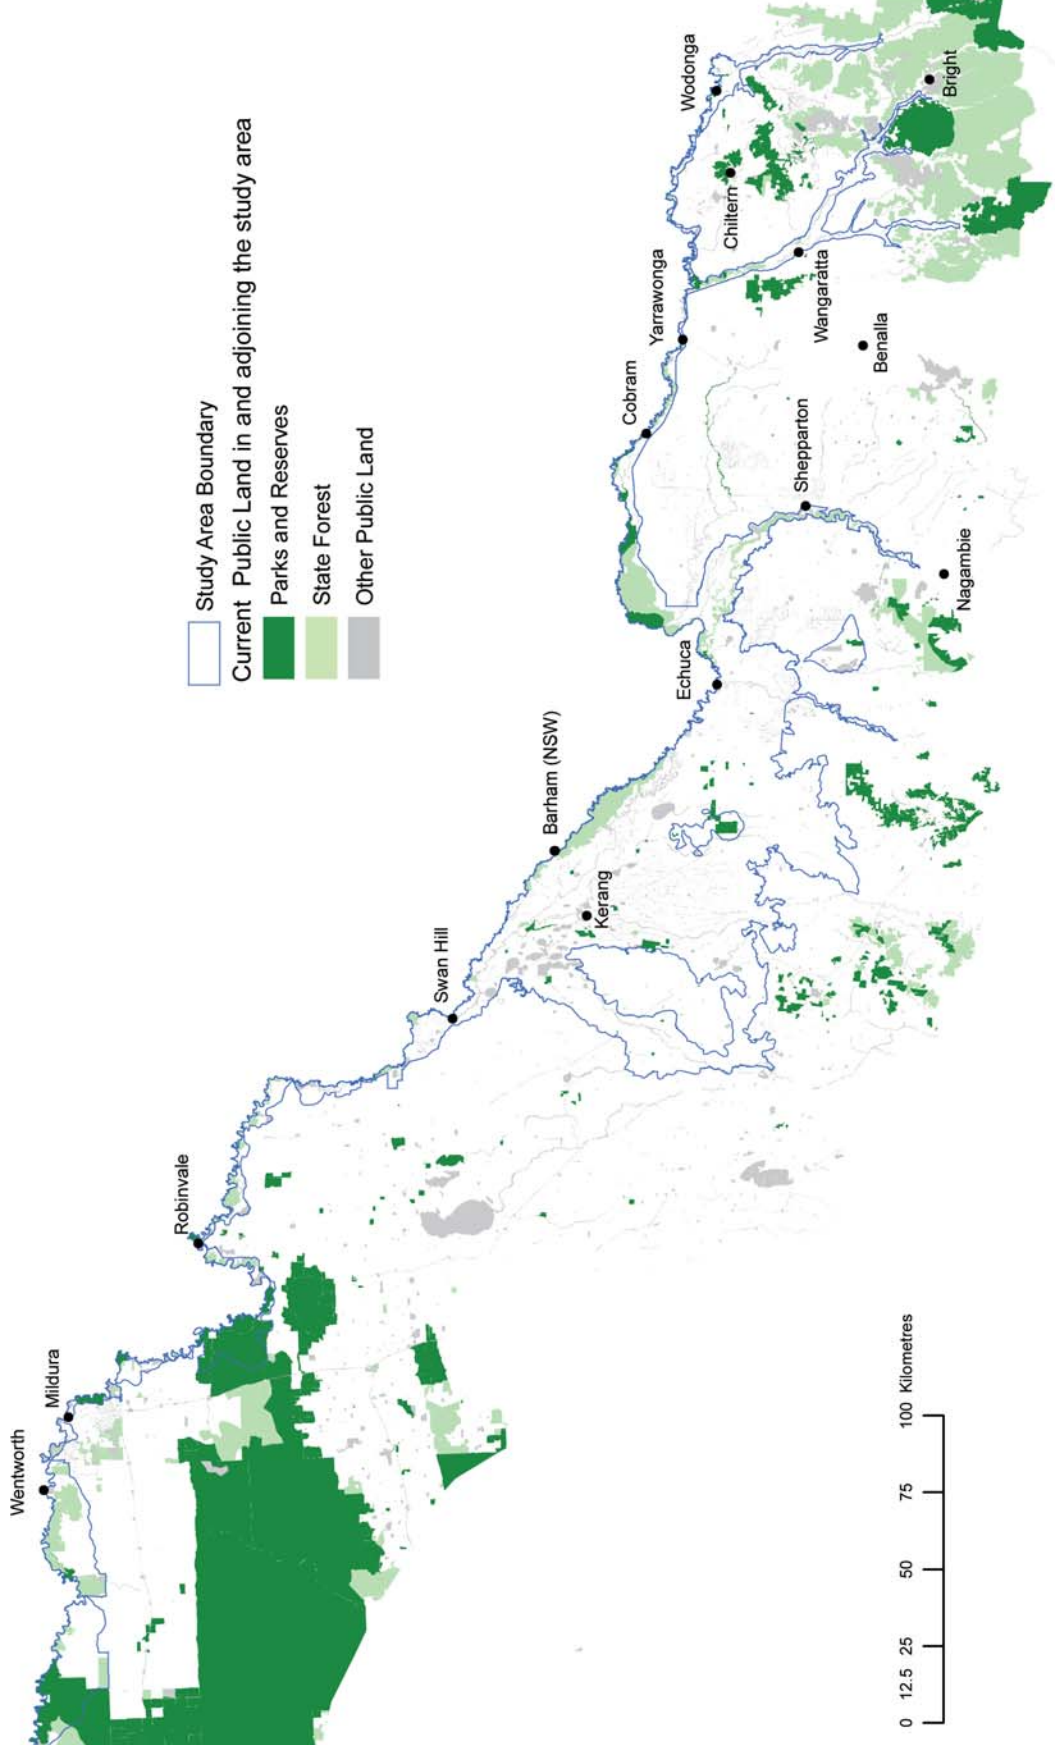 Study Area Boundary
Current Public Land in and adjoining the study area
Parks and Reserves
State Forest
Other Public Land
Wentworth
Mildura
Robinvale
Swan Hill
Kerang
Barham (NSW)
Echuca
Nagambie
Shepparton
Cobram
Yarrawonga
Benalla
Wangaratta
Chiltern
Wodonga
Bright
0 12.5 25 50 75 100 Kilometres